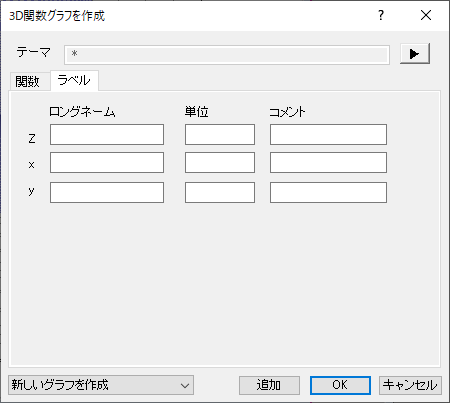 3D関数グラフを作成
テーマ *
関数 ラベル
ロングネーム 単位 コメント
Z
x
y
新しいグラフを作成 追加 OK キャンセル